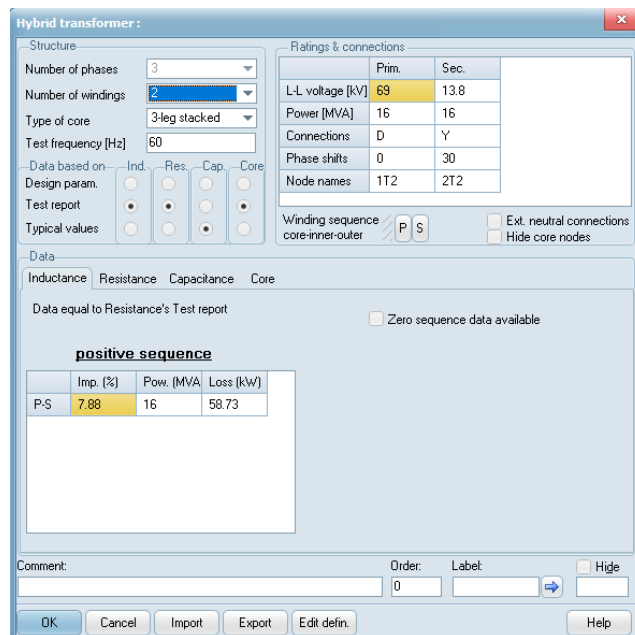 Hybrid transformer :
Structure
Number of phases 3
Number of windings 2
Type of core 3-leg stacked
Test frequency [Hz] 60
Data based on Ind. Res. Cap. Core
Design param.
Test report
Typical values
Ratings & connections
Prim. Sec.
L-L voltage [kV] 69 13.8
Power [MVA] 16 16
Connections D Y
Phase shifts 0 30
Node names 1T2 2T2
Winding sequence
core-inner-outer
P S
Ext. neutral connections
Hide core nodes
Data
Inductance Resistance Capacitance Core
Data equal to Resistance's Test report
Zero sequence data available
positive sequence
Imp. (%) Pow. (MVA Loss (kW)
P-S 7.88 16 58.73
Comment: Order: Label: Hide
0
OK Cancel Import Export Edit defin. Help